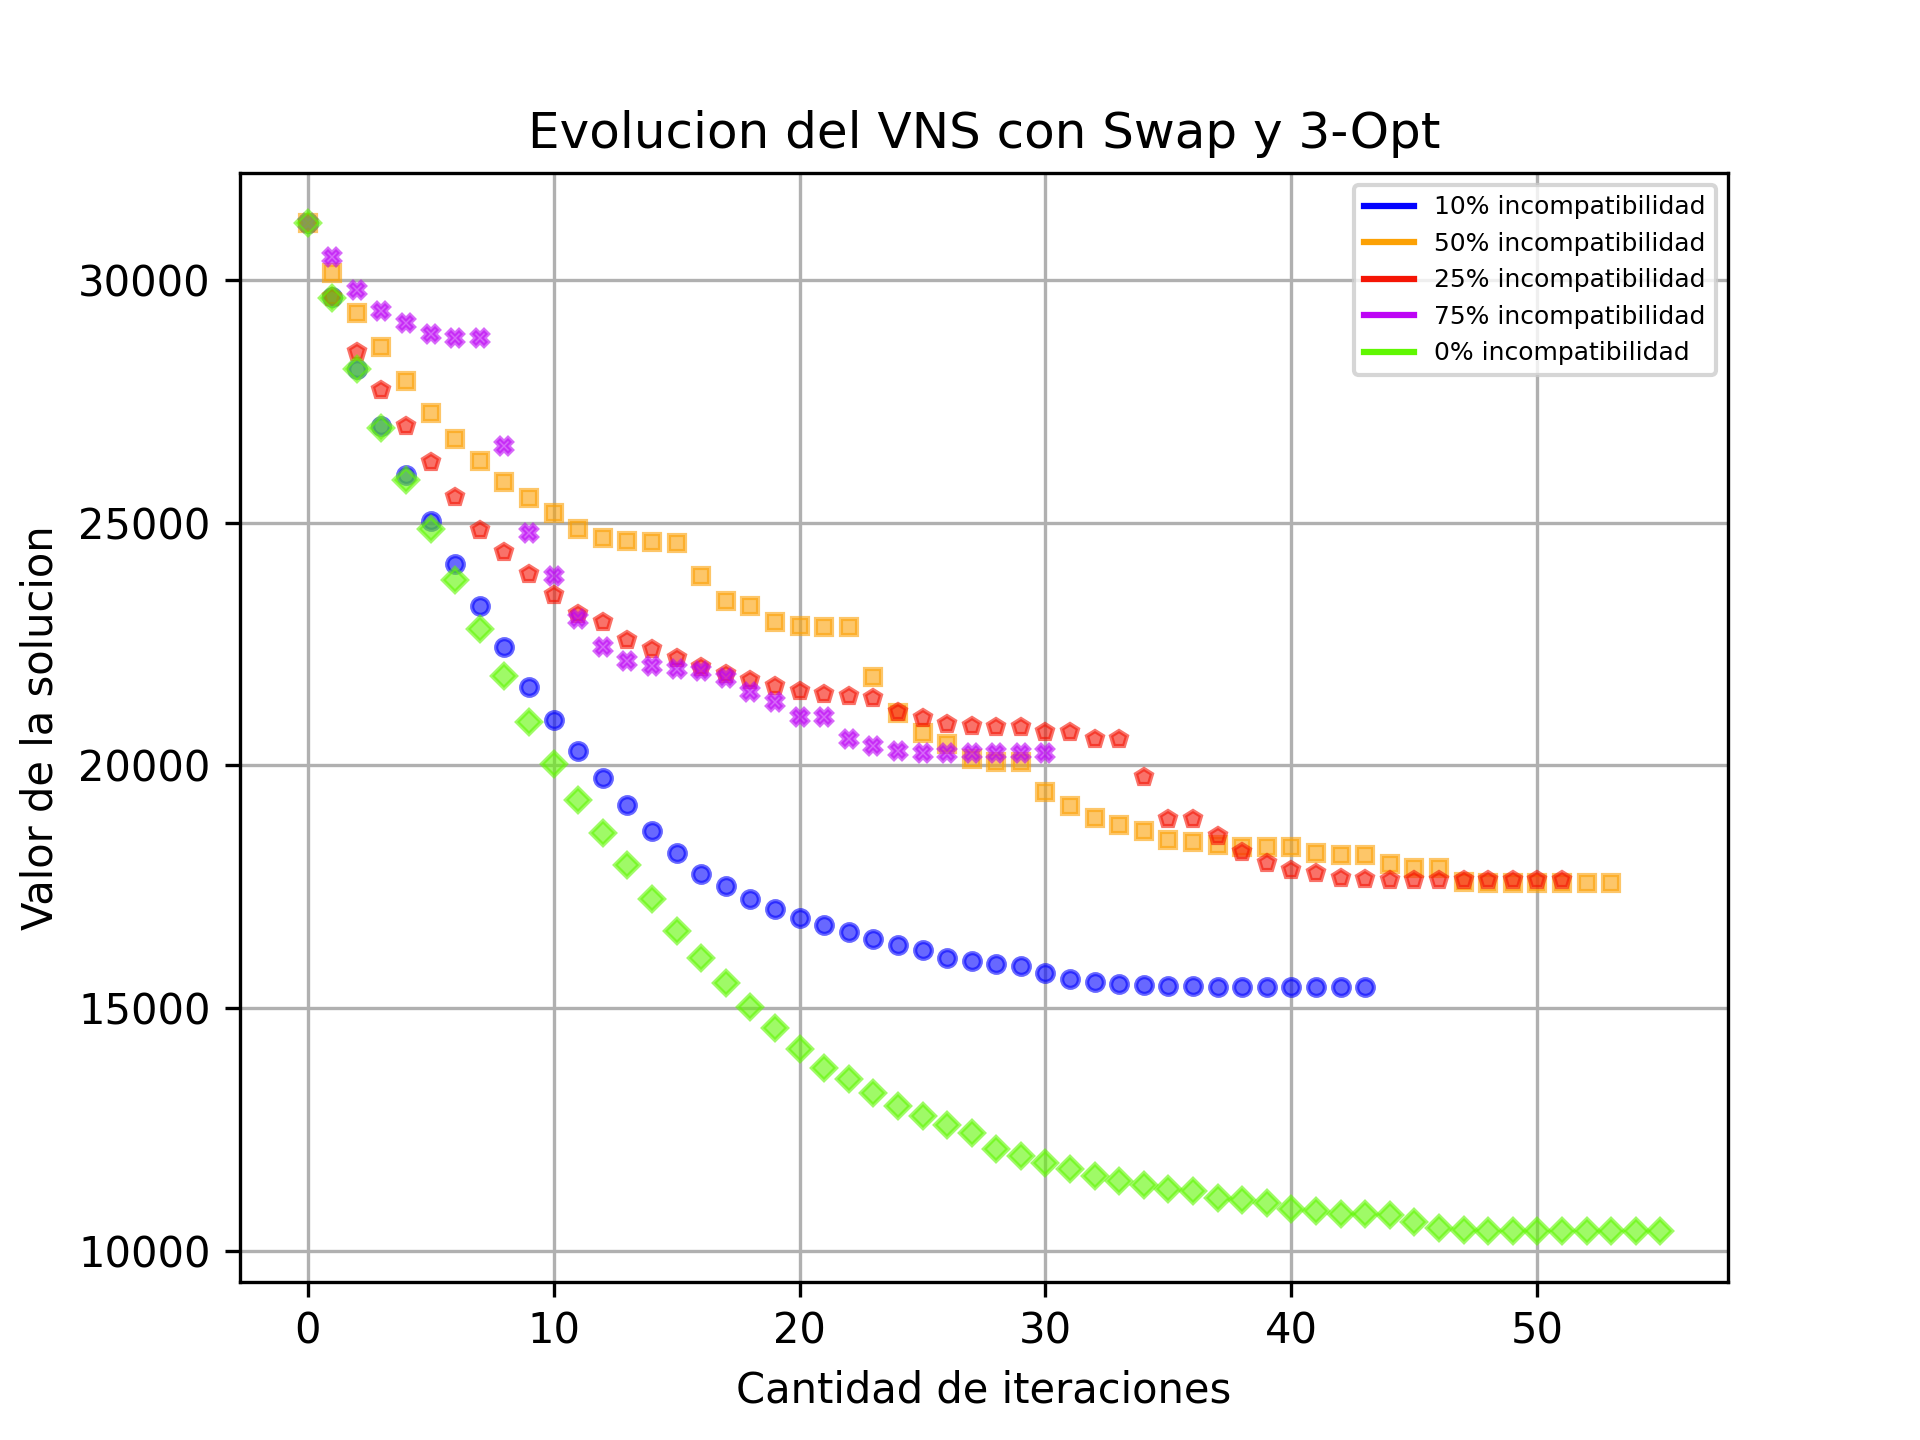 Evolucion del VNS con Swap y 3-Opt
10% incompatibilidad
50% incompatibilidad
25% incompatibilidad
75% incompatibilidad
0% incompatibilidad
Valor de la solucion
30000
25000
20000
15000
10000
0 10 20 30 40 50
Cantidad de iteraciones